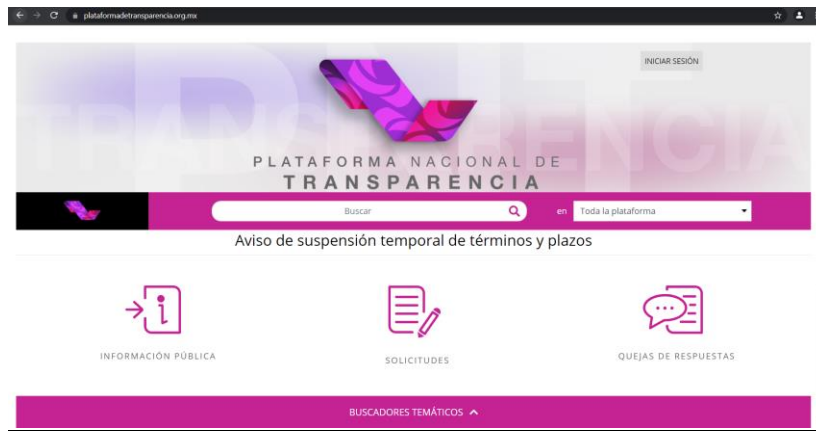 plataformadetransparencia.org.mx
INICIAR SESIÓN
PLATAFORMA NACIONAL DE
TRANSPARENCIA
Buscar
en
Toda la plataforma
Aviso de suspensión temporal de términos y plazos
INFORMACIÓN PÚBLICA
SOLICITUDES
QUEJAS DE RESPUESTAS
BUSCADORES TEMÁTICOS